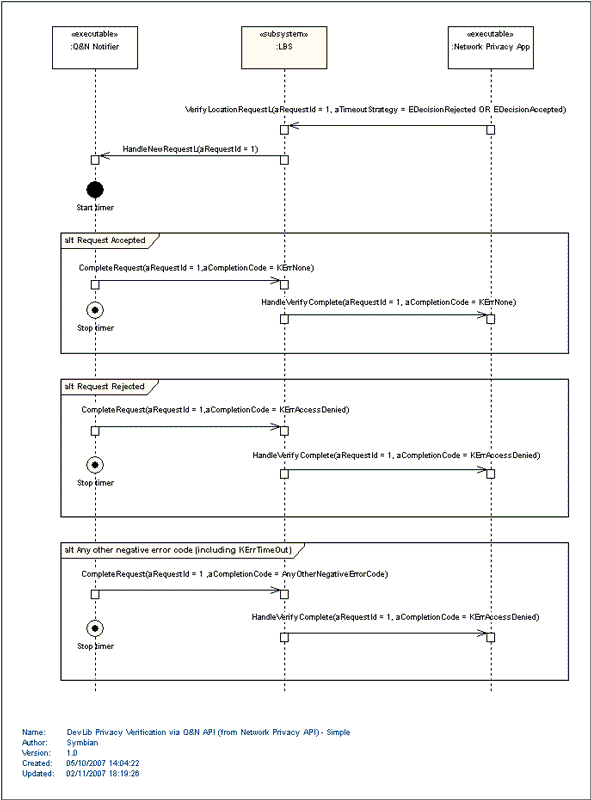 «executable»
:Q&N Notifier
«subsystem»
:LBS
«executable»
:Network Privacy App
VerifyLocationRequestL(aRequestId = 1, aTimeoutStrategy = EDecisionRejected OR EDecisionAccepted)
HandleNewRequestL(aRequestId = 1)
Start timer
alt Request Accepted
CompleteRequest(aRequestId = 1,aCompletionCode = KErrNone)
HandleVerifyComplete(aRequestId = 1, aCompletionCode = KErrNone)
Stop timer
alt Request Rejected
CompleteRequest(aRequestId = 1,aCompletionCode = KErrAccessDenied)
HandleVerifyComplete(aRequestId = 1, aCompletionCode = KErrAccessDenied)
Stop timer
alt Any other negative error code (including KErrTimeOut)
CompleteRequest(aRequestId = 1 ,aCompletionCode = AnyOtherNegativeErrorCode)
HandleVerifyComplete(aRequestId = 1, aCompletionCode = KErrAccessDenied)
Stop timer
Name: DevLib Privacy Verification via Q&N API (from Network Privacy API) - Simple
Author: Symbian
Version: 1.0
Created: 05/10/2007 14:04:22
Updated: 02/11/2007 18:19:26